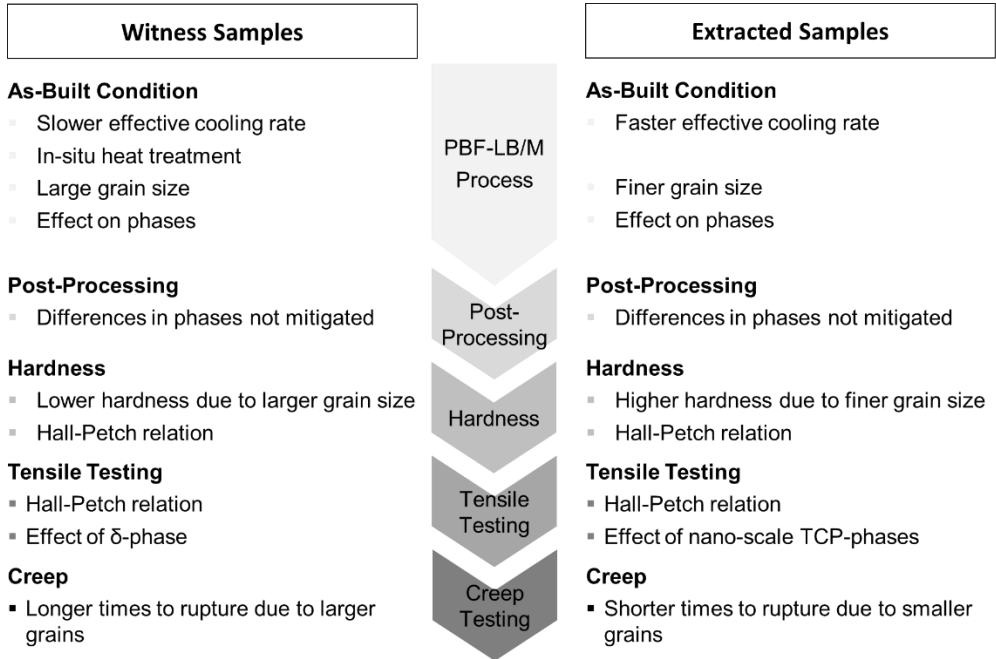 Witness Samples
As-Built Condition
Slower effective cooling rate
In-situ heat treatment
Large grain size
Effect on phases
Post-Processing
Differences in phases not mitigated
Hardness
Lower hardness due to larger grain size
Hall-Petch relation
Tensile Testing
Hall-Petch relation
Effect of δ-phase
Creep
Longer times to rupture due to larger
grains
PBF-LB/M
Process
Post-
Processing
Hardness
Tensile
Testing
Creep
Testing
Extracted Samples
As-Built Condition
Faster effective cooling rate
Finer grain size
Effect on phases
Post-Processing
Differences in phases not mitigated
Hardness
Higher hardness due to finer grain size
Hall-Petch relation
Tensile Testing
Hall-Petch relation
Effect of nano-scale TCP-phases
Creep
Shorter times to rupture due to smaller
grains